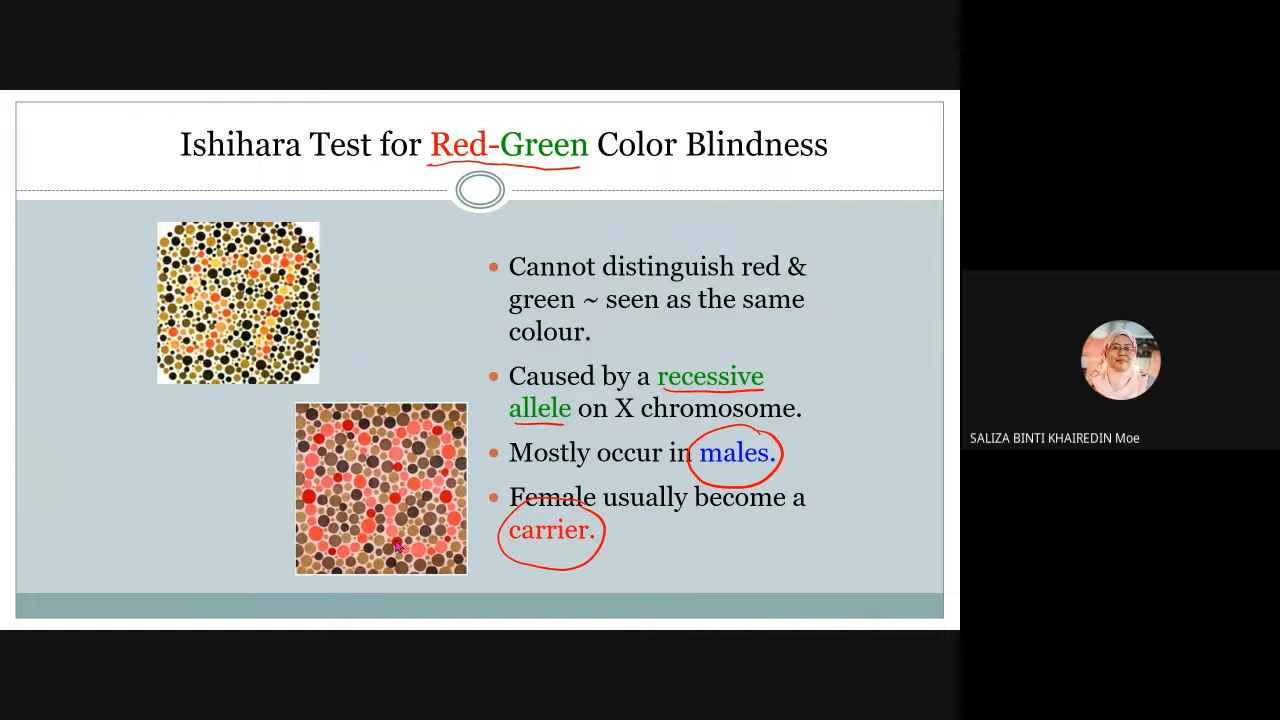 Ishihara Test for Red-Green Color Blindness
• Cannot distinguish red &
green ~ seen as the same
colour.
• Caused by a recessive
allele on X chromosome.
• Mostly occur in males.
• Female usually become a
carrier.
SALIZA BINTI KHAIREDIN Moe